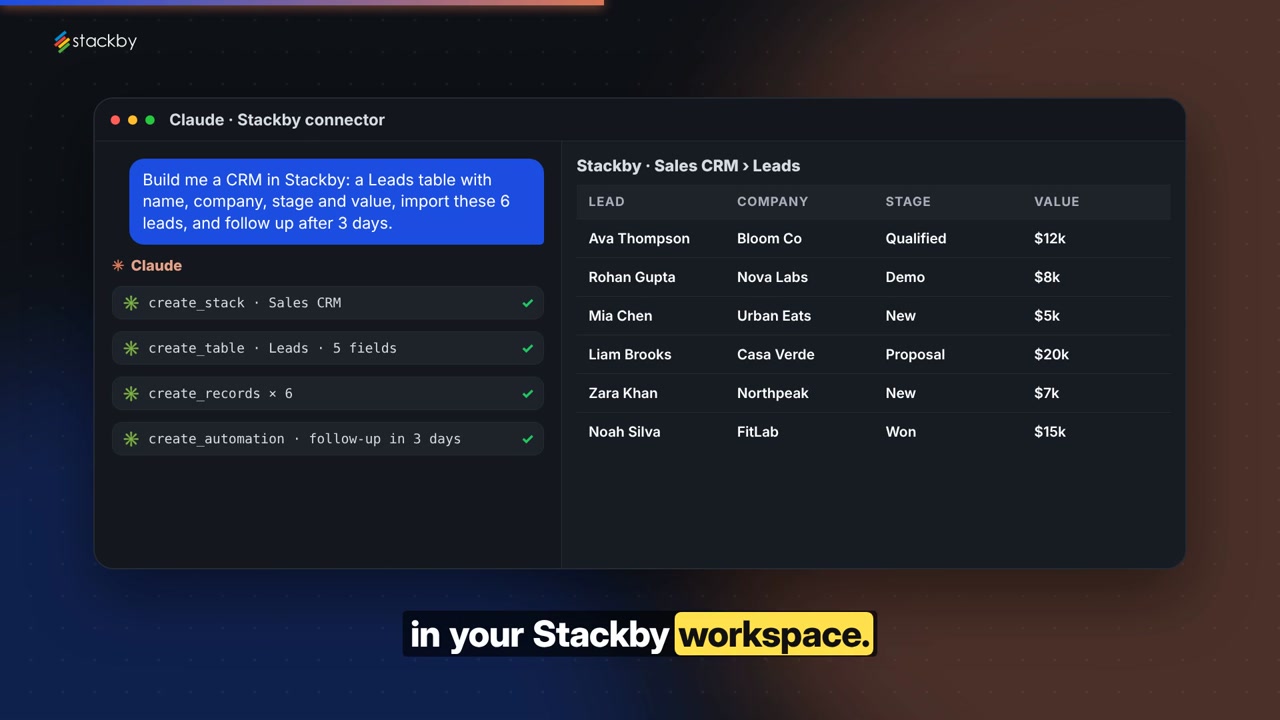 stackby
Claude · Stackby connector
Build me a CRM in Stackby: a Leads table with
name, company, stage and value, import these 6
leads, and follow up after 3 days.
Claude
create_stack · Sales CRM
create_table · Leads · 5 fields
create_records × 6
create_automation · follow-up in 3 days
Stackby · Sales CRM › Leads
LEAD COMPANY STAGE VALUE
Ava Thompson Bloom Co Qualified $12k
Rohan Gupta Nova Labs Demo $8k
Mia Chen Urban Eats New $5k
Liam Brooks Casa Verde Proposal $20k
Zara Khan Northpeak New $7k
Noah Silva FitLab Won $15k
in your Stackby workspace.